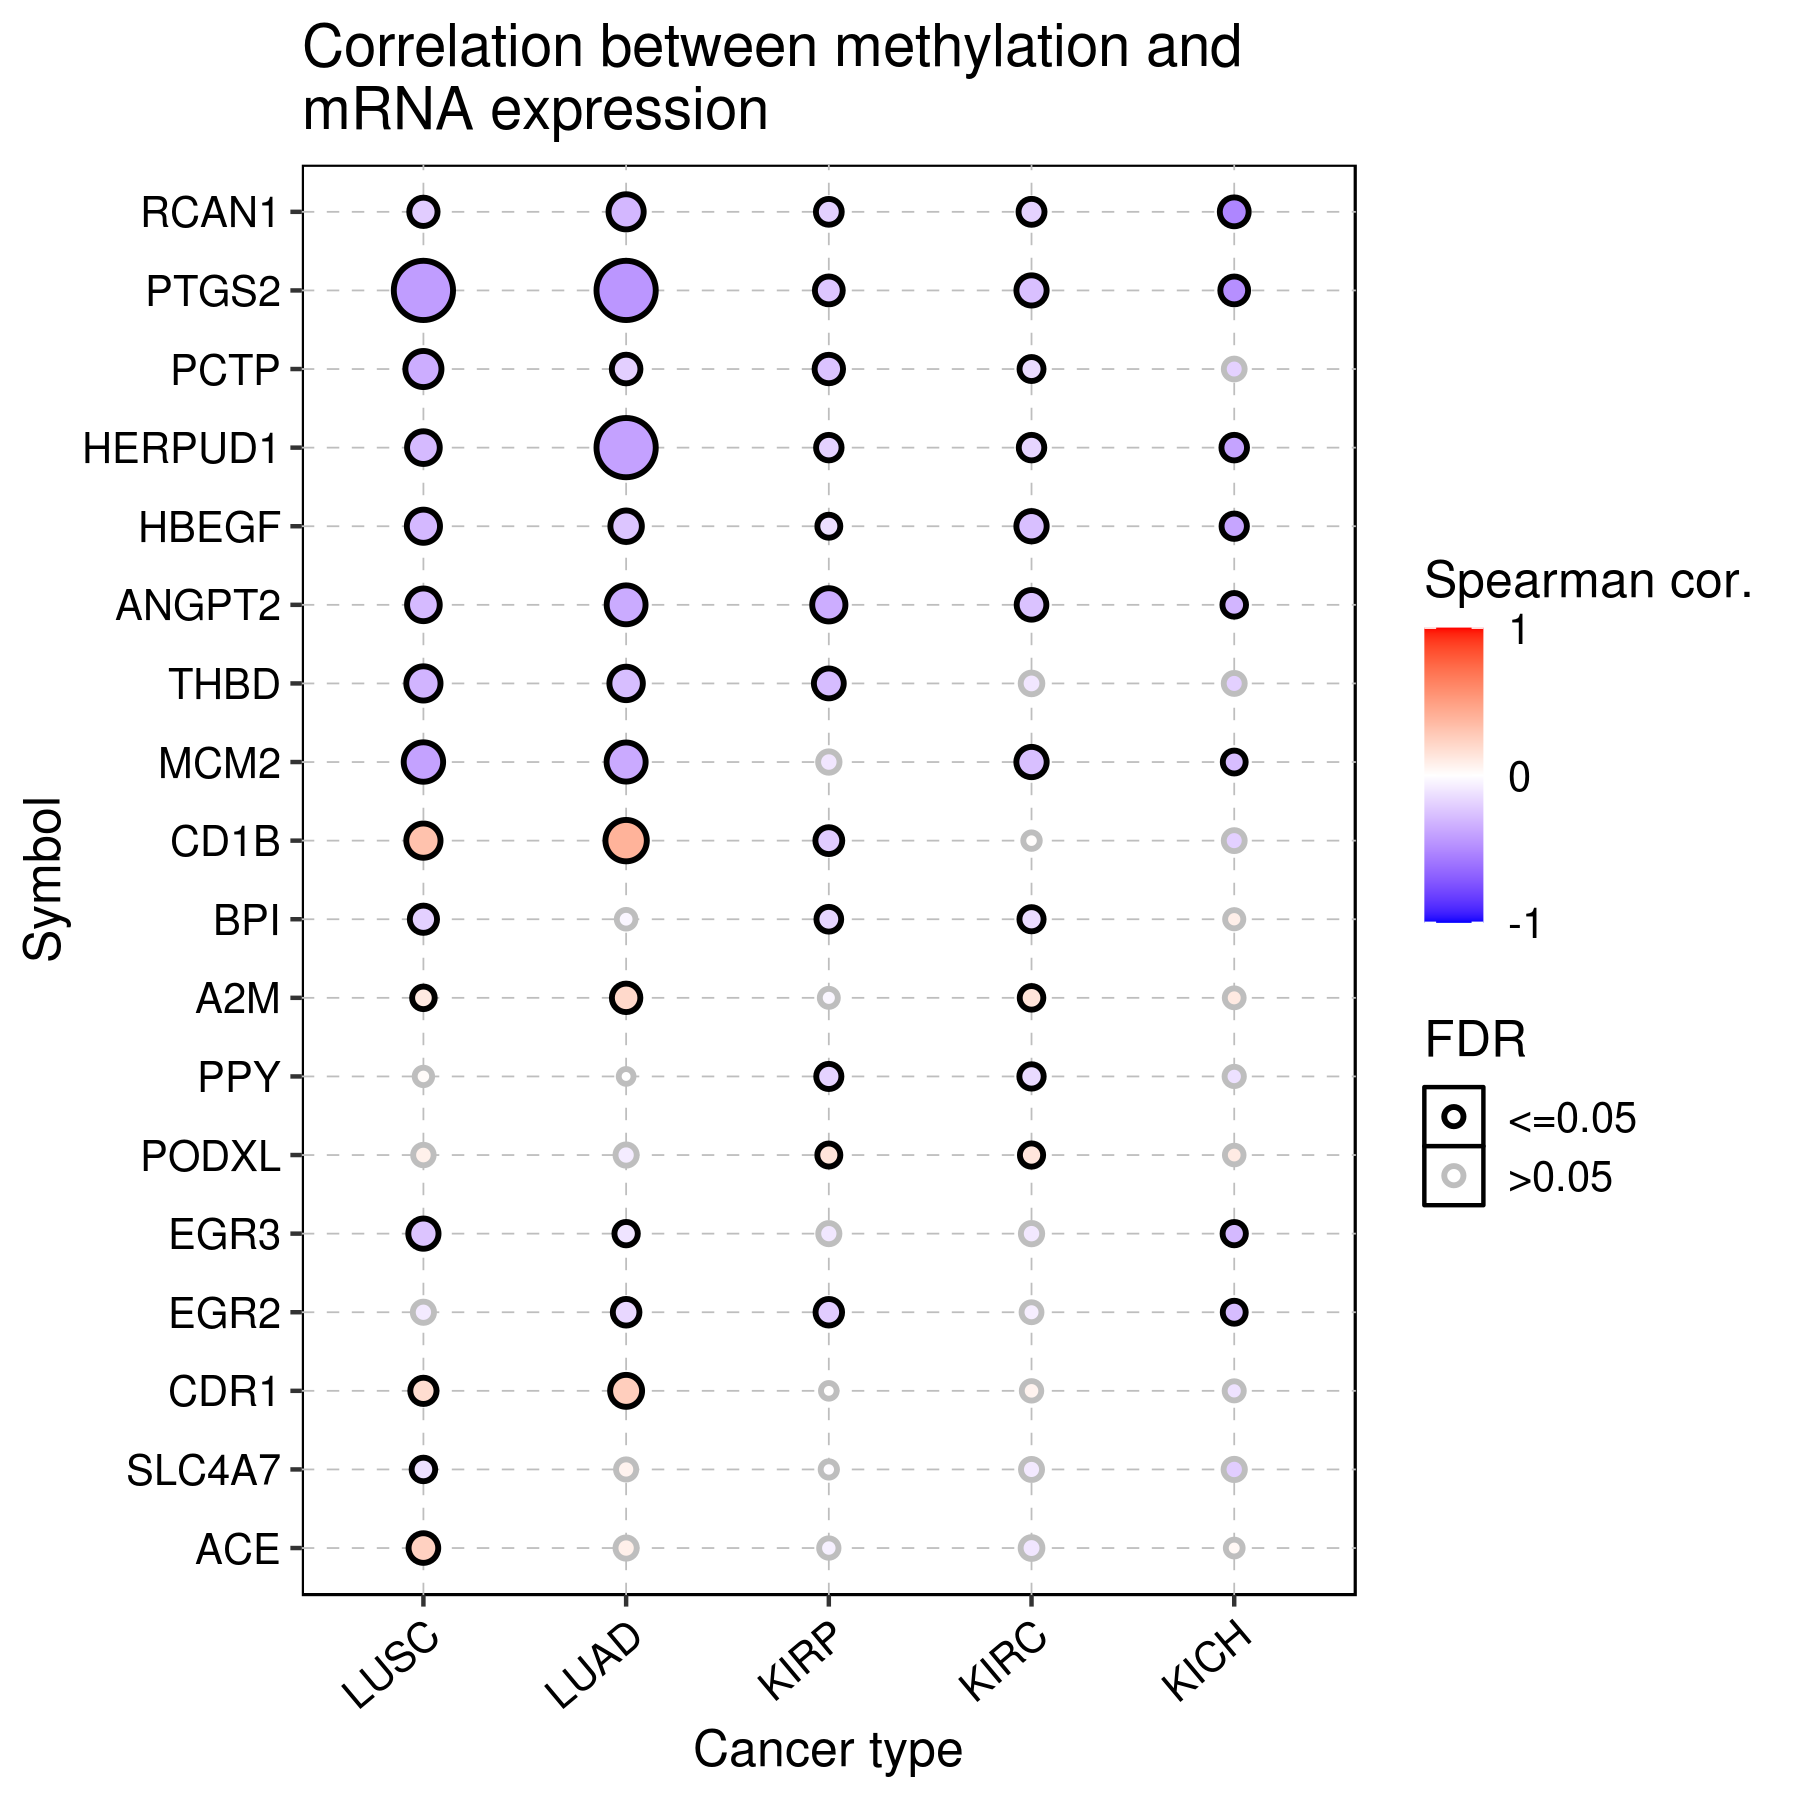 Correlation between methylation and
mRNA expression
Symbol
RCAN1
PTGS2
PCTP
HERPUD1
HBEGF
ANGPT2
THBD
MCM2
CD1B
BPI
A2M
PPY
PODXL
EGR3
EGR2
CDR1
SLC4A7
ACE
LUSC
LUAD
KIRP
KIRC
KICH
Cancer type
Spearman cor.
1
0
-1
FDR
<=0.05
>0.05